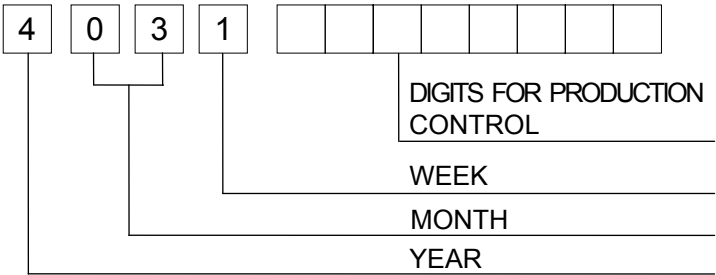 4 0 3 1
DIGITS FOR PRODUCTION
CONTROL
WEEK
MONTH
YEAR